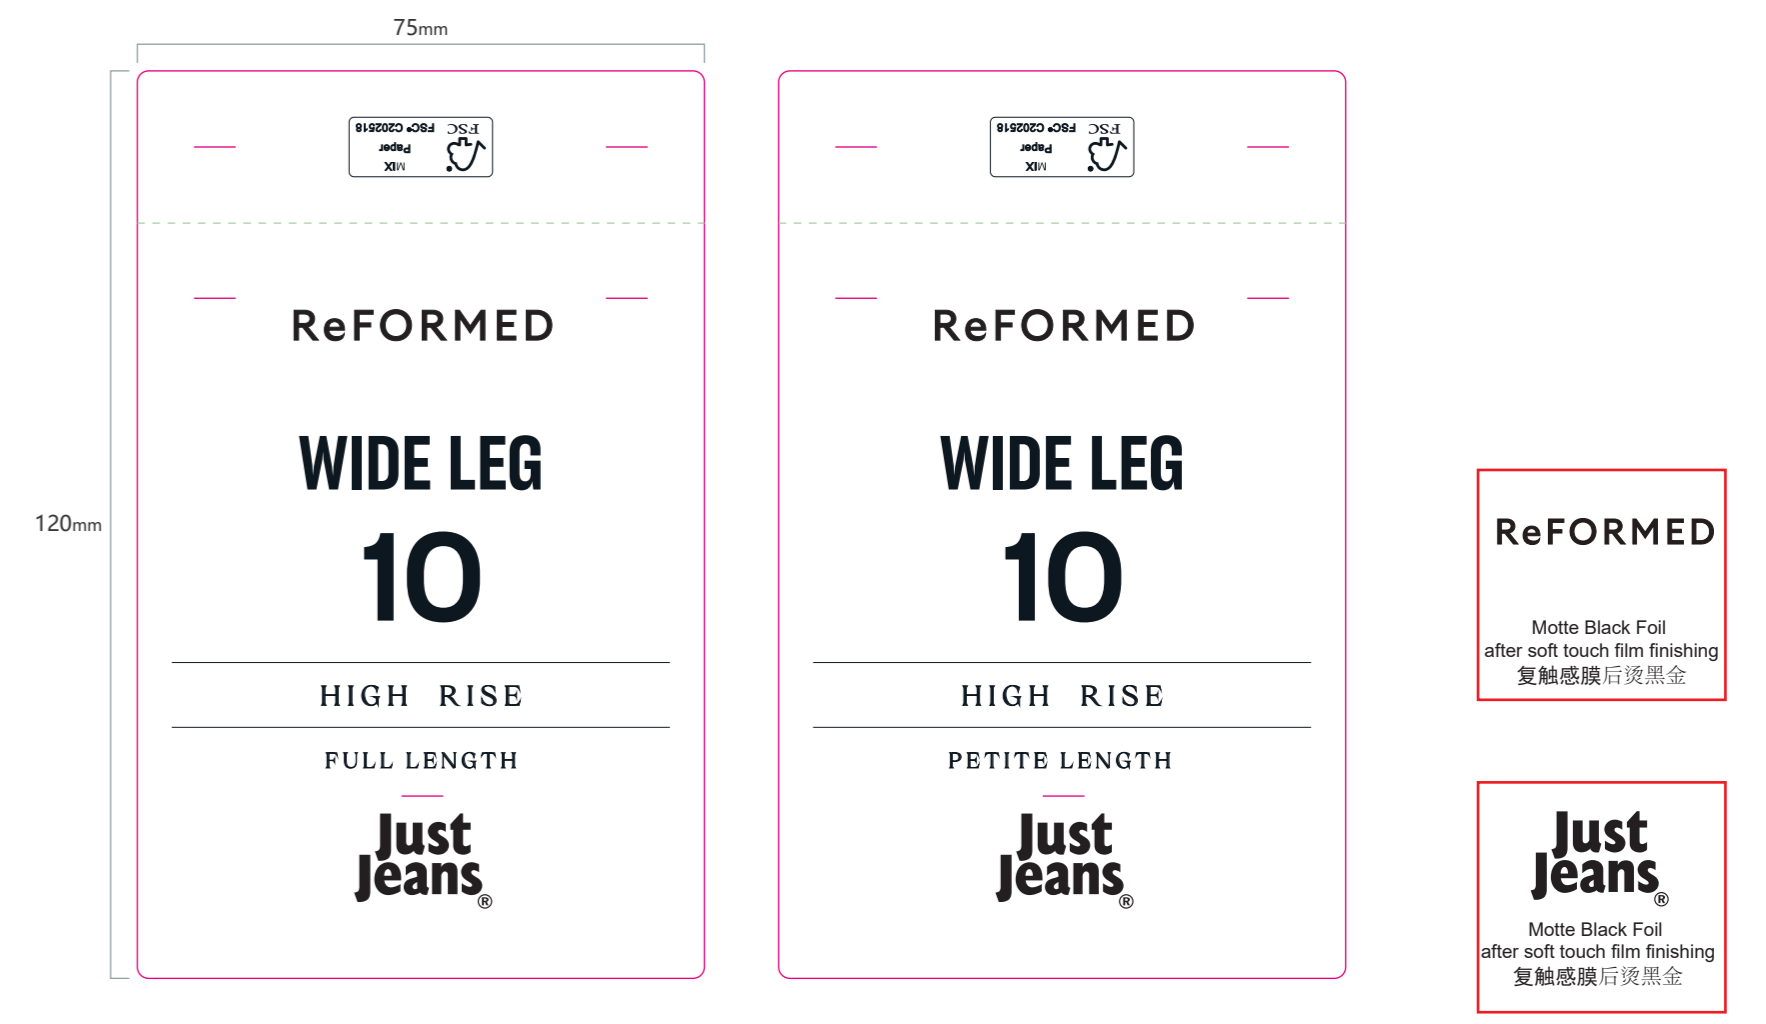 75mm
120mm
FSC
FSC® C202518
Paper
MIX
ReFORMED
WIDE LEG
10
HIGH RISE
FULL LENGTH
Just
Jeans®
FSC
FSC® C202518
Paper
MIX
ReFORMED
WIDE LEG
10
HIGH RISE
PETITE LENGTH
Just
Jeans®
ReFORMED
Motte Black Foil
after soft touch film finishing
复触感膜后烫黑金
Just
Jeans®
Motte Black Foil
after soft touch film finishing
复触感膜后烫黑金